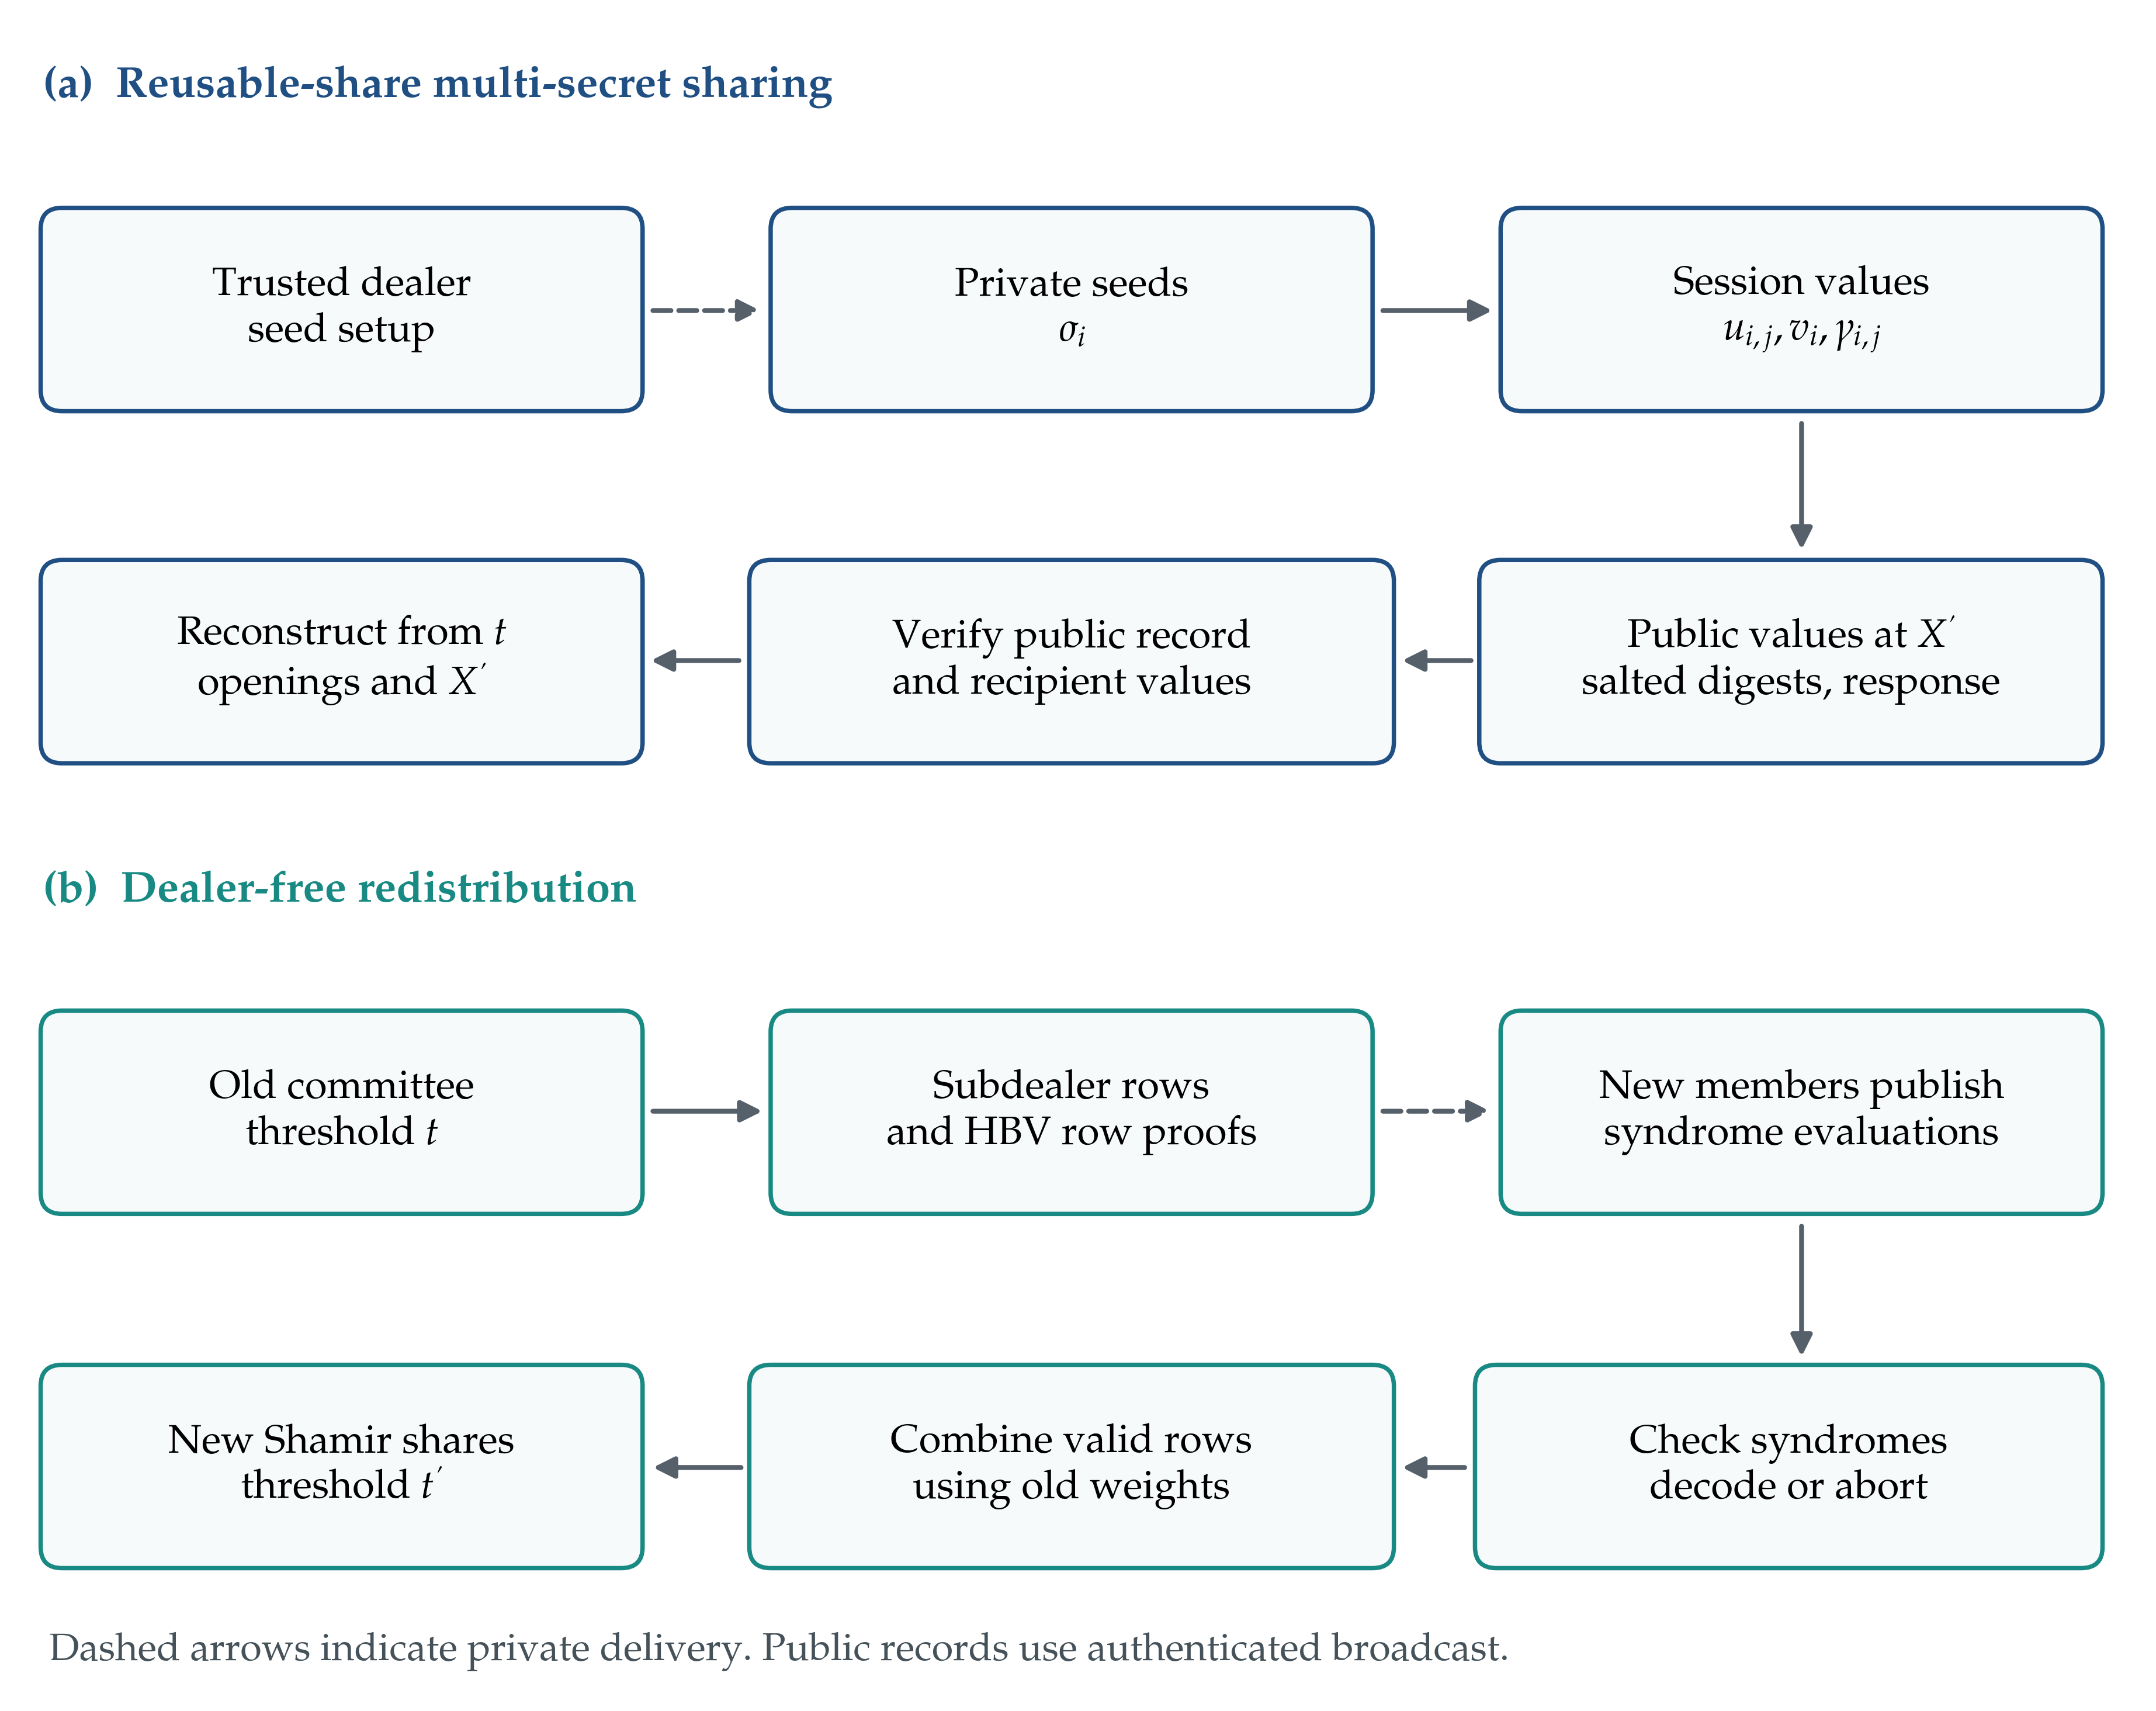 (a) Reusable-share multi-secret sharing
Trusted dealer
seed setup
Private seeds
σ_i
Session values
u_{i,j}, v_i, γ_{i,j}
Reconstruct from t
openings and X′
Verify public record
and recipient values
Public values at X′
salted digests, response
(b) Dealer-free redistribution
Old committee
threshold t
Subdealer rows
and HBV row proofs
New members publish
syndrome evaluations
New Shamir shares
threshold t′
Combine valid rows
using old weights
Check syndromes
decode or abort
Dashed arrows indicate private delivery. Public records use authenticated broadcast.